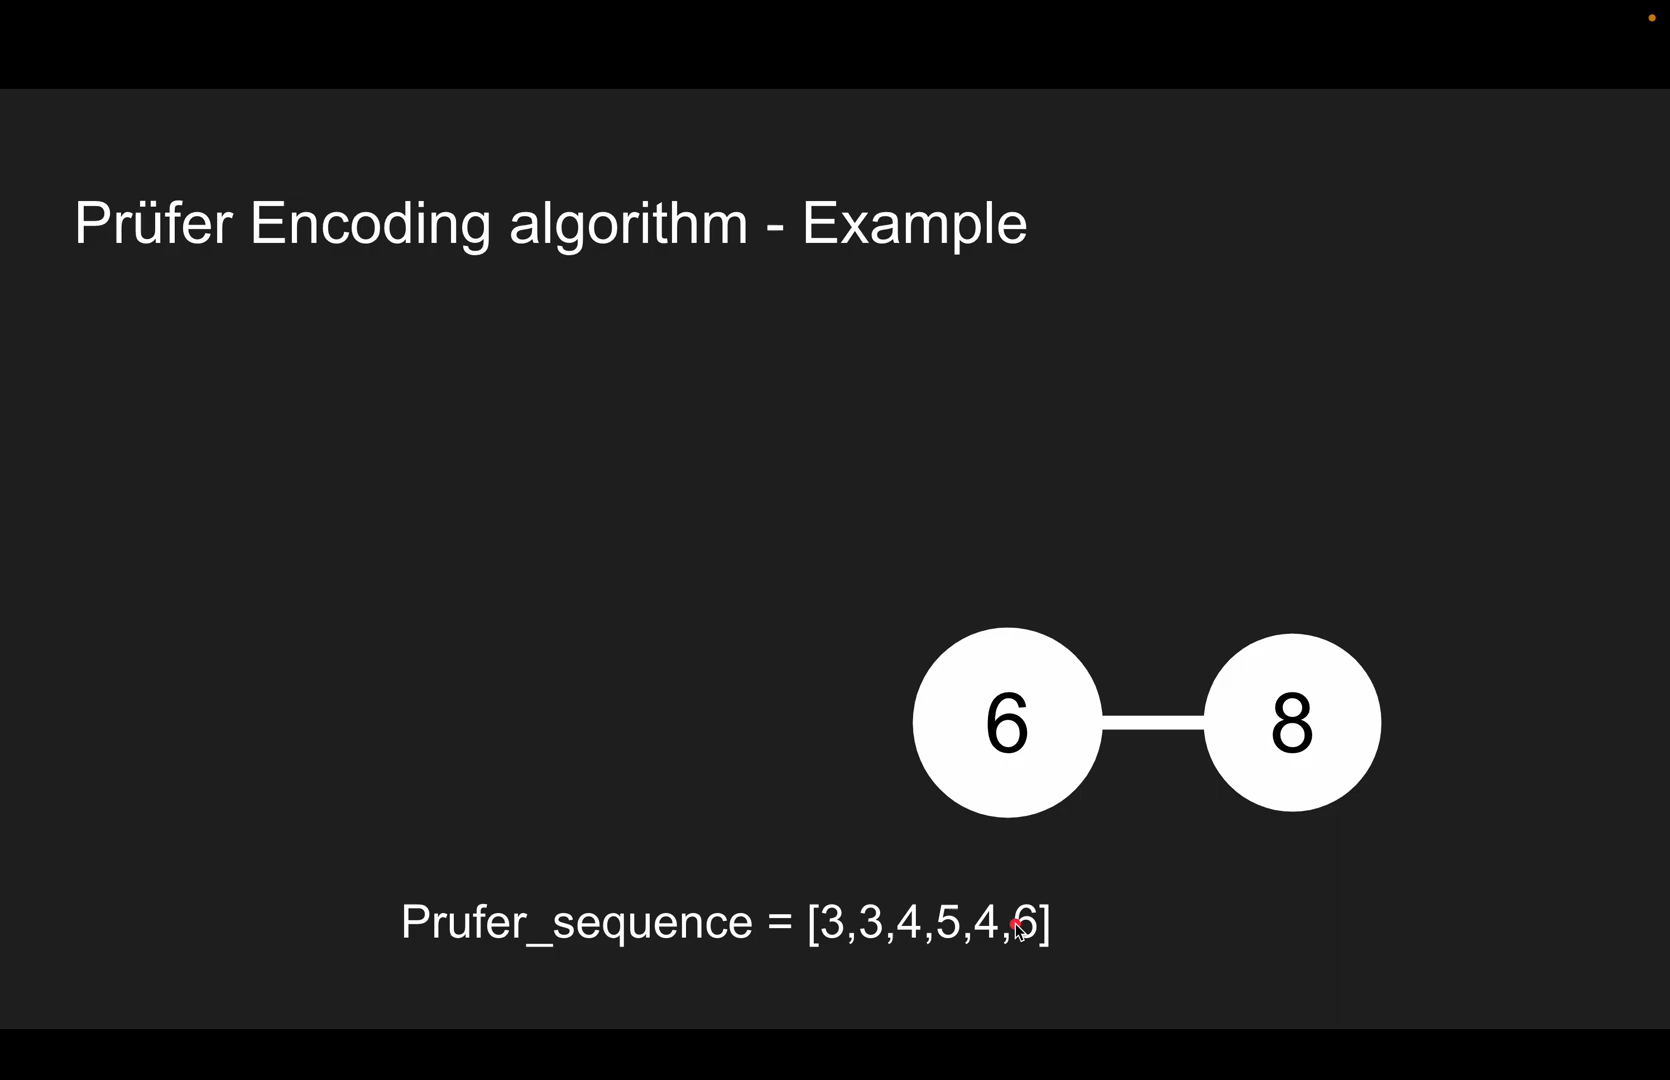 Prüfer Encoding algorithm - Example
6
8
Prufer_sequence = [3,3,4,5,4,6]